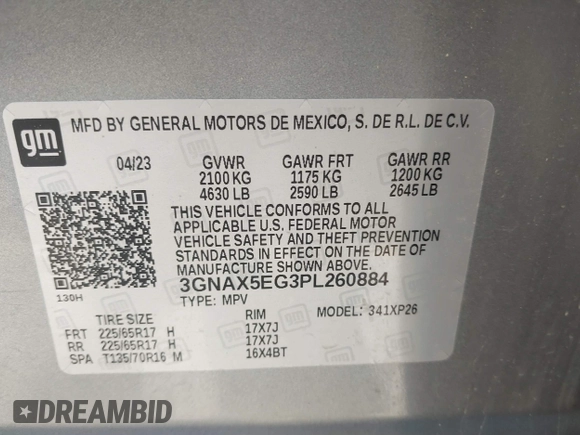 gm
MFD BY GENERAL MOTORS DE MEXICO, S. DE R.L. DE C.V.
04/23 GVWR GAWR FRT GAWR RR
2100 KG 1175 KG 1200 KG
4630 LB 2590 LB 2645 LB
THIS VEHICLE CONFORMS TO ALL
APPLICABLE U.S. FEDERAL MOTOR
VEHICLE SAFETY AND THEFT PREVENTION
STANDARDS IN EFFECT ON THE DATE OF
MANUFACTURE SHOWN ABOVE.
3GNAX5EG3PL260884
130H
TYPE: MPV
TIRE SIZE RIM MODEL: 341XP26
FRT 225/65R17 H 17X7J
RR 225/65R17 H 17X7J
SPA T135/70R16 M 16X4BT
DREAMBID